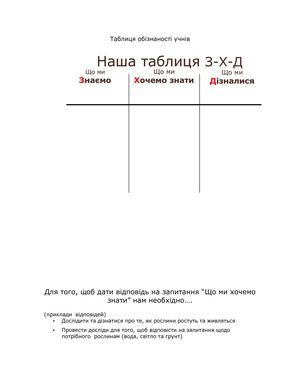 Таблиця обізнаності учнів
Наша таблиця З-Х-Д
Що ми Що ми Що ми
Знаємо Хочемо знати Дізналися
Для того, щоб дати відповідь на запитання “Що ми хочемо
знати” нам необхідно….
(приклади відповідей)
• Дослідити та дізнатися про те, як рослини ростуть та живляться
• Провести досліди для того, щоб відповісти на запитання щодо
потрібного рослинам (вода, світло та грунт)